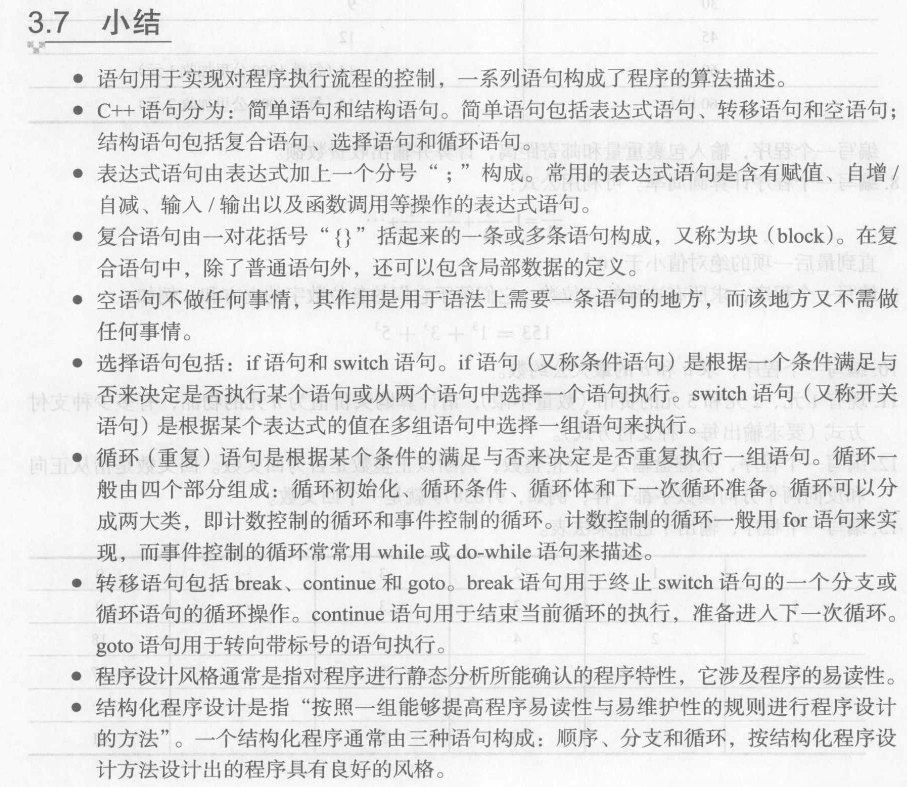 3.7 小结
● 语句用于实现对程序执行流程的控制，一系列语句构成了程序的算法描述。
● C++ 语句分为：简单语句和结构语句。简单语句包括表达式语句、转移语句和空语句；
结构语句包括复合语句、选择语句和循环语句。
● 表达式语句由表达式加上一个分号“；”构成。常用的表达式语句是含有赋值、自增 /
自减、输入 / 输出以及函数调用等操作的表达式语句。
● 复合语句由一对花括号“{}”括起来的一条或多条语句构成，又称为块（block）。在复
合语句中，除了普通语句外，还可以包含局部数据的定义。
● 空语句不做任何事情，其作用是用于语法上需要一条语句的地方，而该地方又不需做
任何事情。
● 选择语句包括：if 语句和 switch 语句。if 语句（又称条件语句）是根据一个条件满足与
否来决定是否执行某个语句或从两个语句中选择一个语句执行。switch 语句（又称开关
语句）是根据某个表达式的值在多组语句中选择一组语句来执行。
● 循环（重复）语句是根据某个条件的满足与否来决定是否重复执行一组语句。循环一
般由四个部分组成：循环初始化、循环条件、循环体和下一次循环准备。循环可以分
成两大类，即计数控制的循环和事件控制的循环。计数控制的循环一般用 for 语句来实
现，而事件控制的循环常常用 while 或 do-while 语句来描述。
● 转移语句包括 break、continue 和 goto。break 语句用于终止 switch 语句的一个分支或
循环语句的循环操作。continue 语句用于结束当前循环的执行，准备进入下一次循环。
goto 语句用于转向带标号的语句执行。
● 程序设计风格通常是指对程序进行静态分析所能确认的程序特性，它涉及程序的易读性。
● 结构化程序设计是指“按照一组能够提高程序易读性与易维护性的规则进行程序设计
的方法”。一个结构化程序通常由三种语句构成：顺序、分支和循环，按结构化程序设
计方法设计出的程序具有良好的风格。